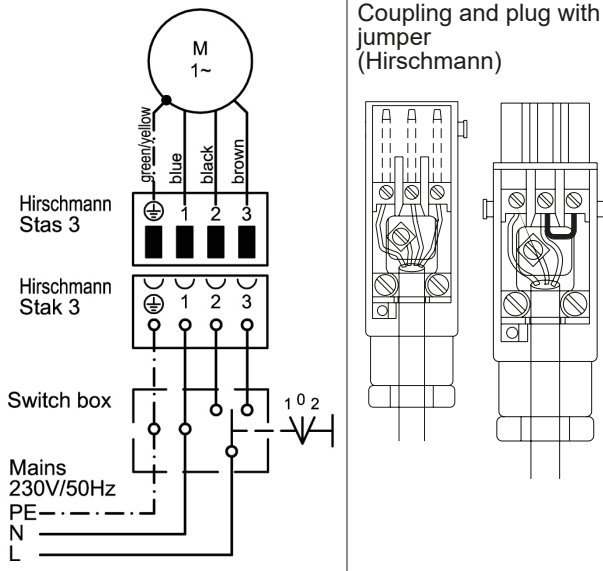 M
1~
green/yellow
blue
black
brown
Hirschmann
Stas 3
1 2 3
Hirschmann
Stak 3
1 2 3
Switch box
1 0 2
Mains
230V/50Hz
PE
N
L
Coupling and plug with
jumper
(Hirschmann)